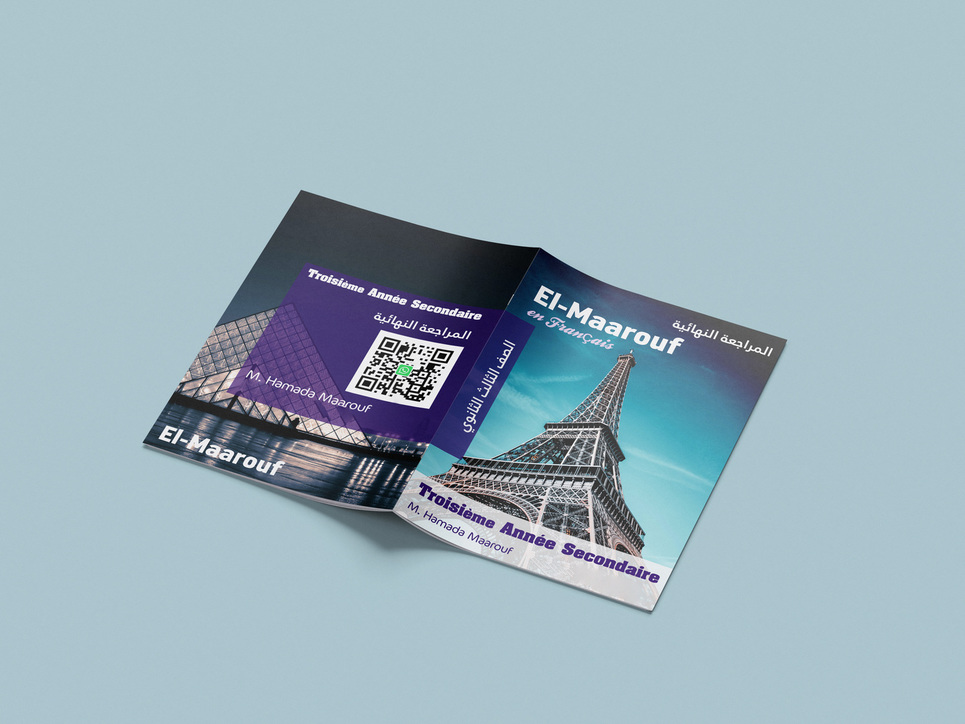 El-Maarouf
en Français
المراجعة النهائية
الصف الثالث الثانوي
Troisième Année Secondaire
M. Hamada Maarouf
Troisième Année Secondaire
المراجعة النهائية
M. Hamada Maarouf
El-Maarouf